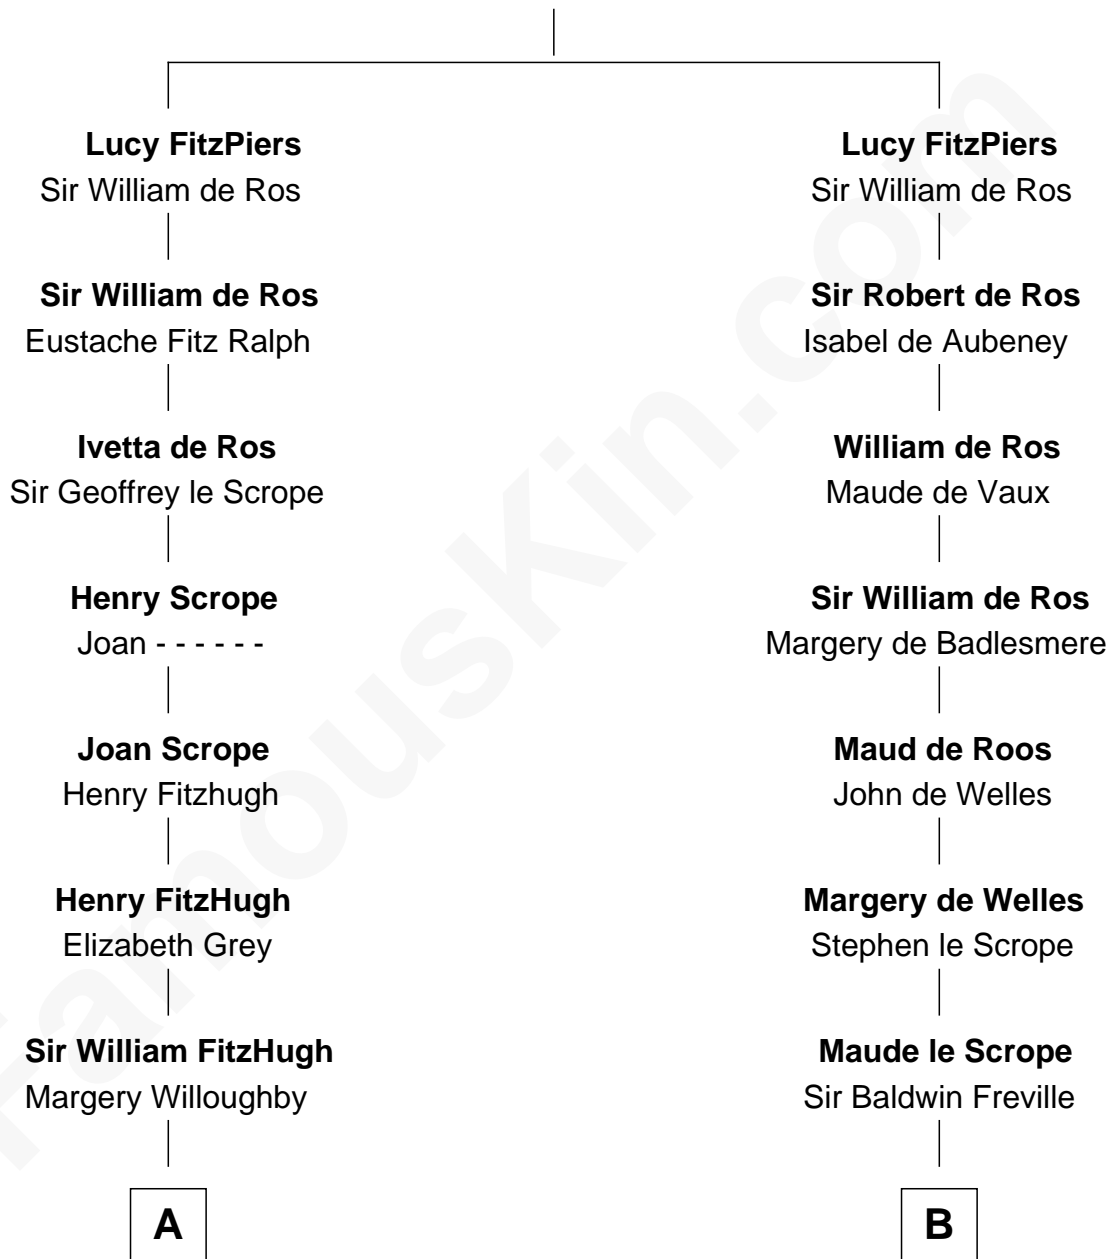 Lucy FitzPiers
Sir William de Ros
Sir William de Ros
Eustache Fitz Ralph
Ivetta de Ros
Sir Geoffrey le Scrope
Henry Scrope
Joan - - - - - -
Joan Scrope
Henry Fitzhugh
Henry FitzHugh
Elizabeth Grey
Sir William FitzHugh
Margery Willoughby
A
Lucy FitzPiers
Sir William de Ros
Sir Robert de Ros
Isabel de Aubeney
William de Ros
Maude de Vaux
Sir William de Ros
Margery de Badlesmere
Maud de Roos
John de Welles
Margery de Welles
Stephen le Scrope
Maude le Scrope
Sir Baldwin Freville
B
FamousKin.com